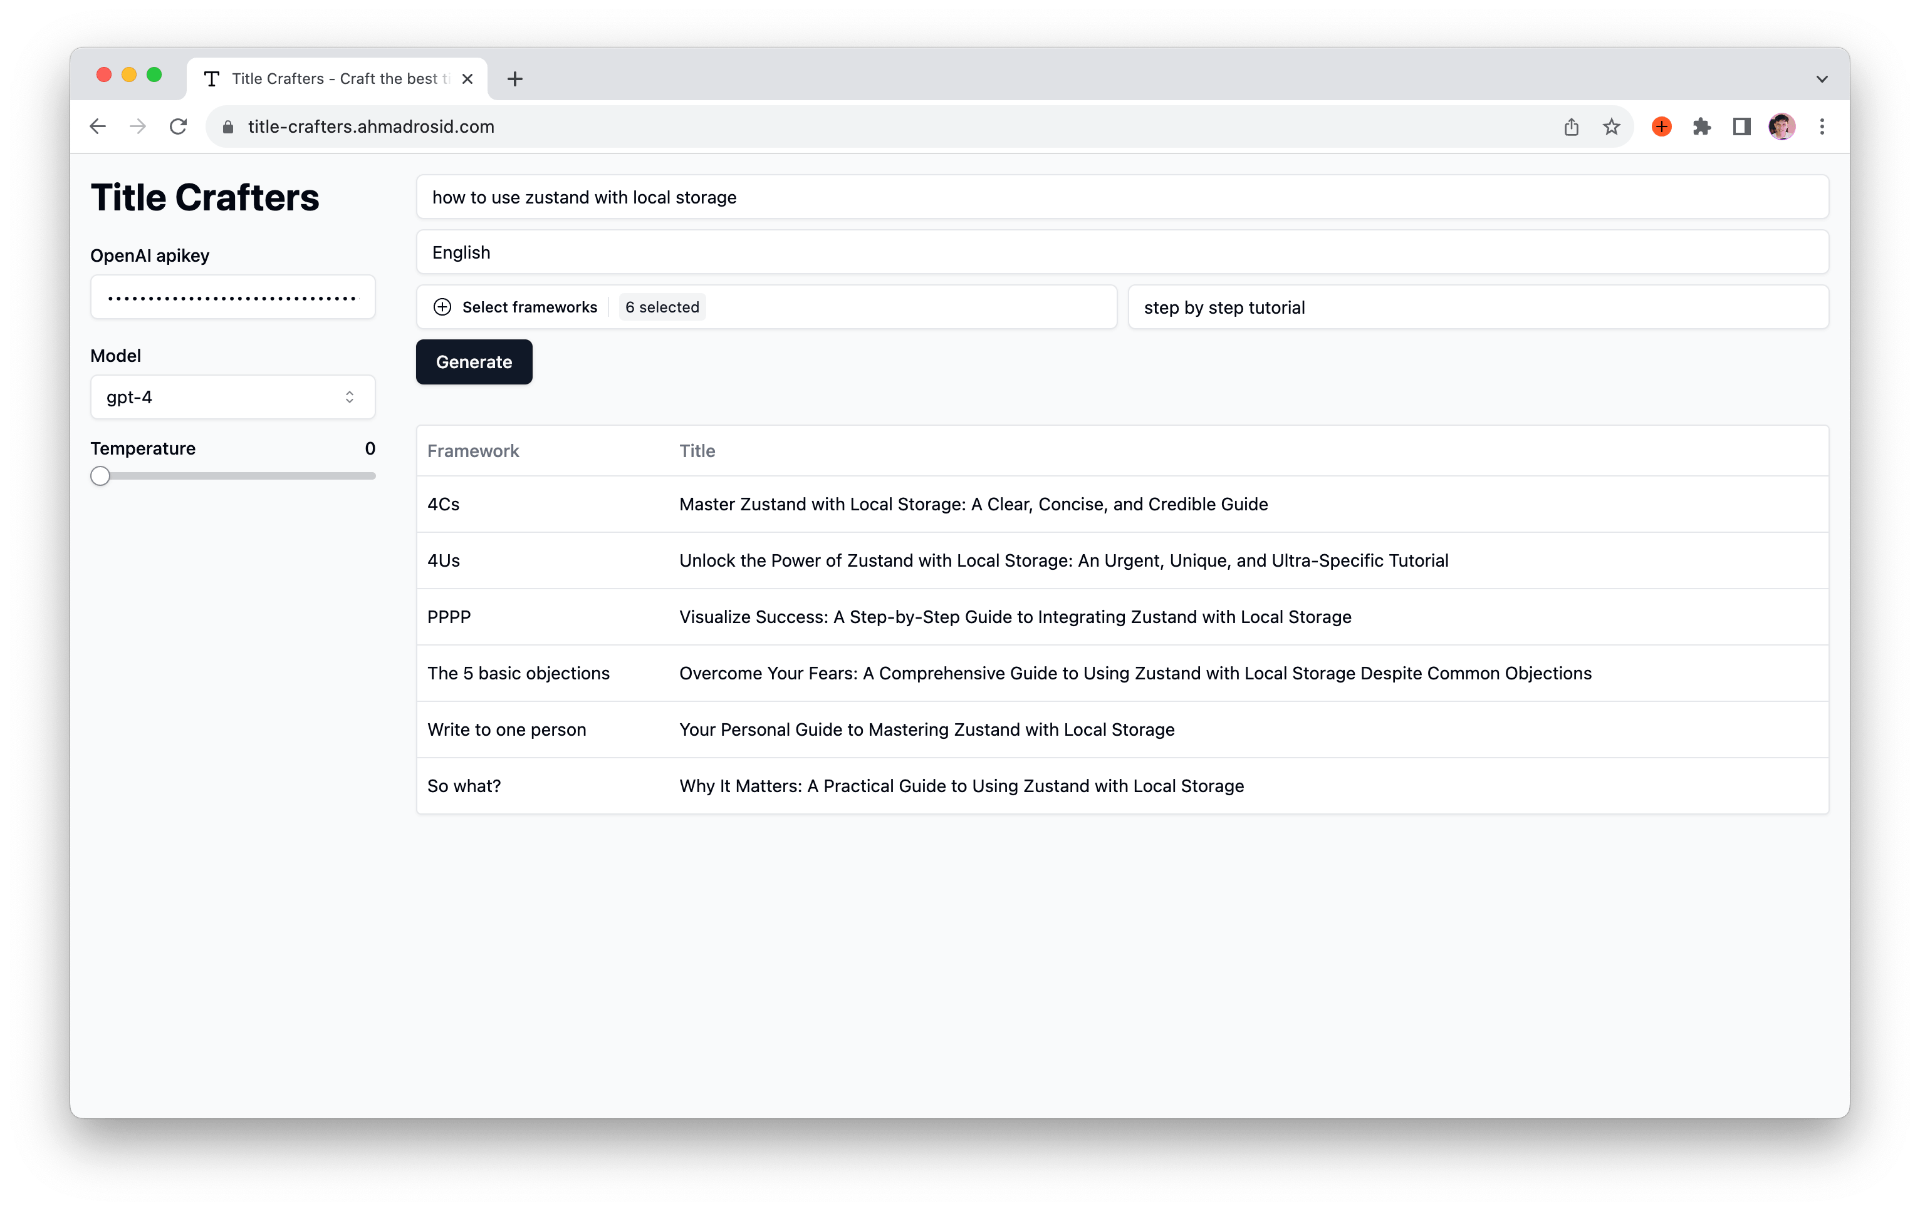 Title Crafters - Craft the best ti
title-crafters.ahmadrosid.com
Title Crafters
OpenAI apikey
••••••••••••••••••••••••••••••••
Model
gpt-4
Temperature 0
how to use zustand with local storage
English
Select frameworks 6 selected
step by step tutorial
Generate
Framework Title
4Cs Master Zustand with Local Storage: A Clear, Concise, and Credible Guide
4Us Unlock the Power of Zustand with Local Storage: An Urgent, Unique, and Ultra-Specific Tutorial
PPPP Visualize Success: A Step-by-Step Guide to Integrating Zustand with Local Storage
The 5 basic objections Overcome Your Fears: A Comprehensive Guide to Using Zustand with Local Storage Despite Common Objections
Write to one person Your Personal Guide to Mastering Zustand with Local Storage
So what? Why It Matters: A Practical Guide to Using Zustand with Local Storage